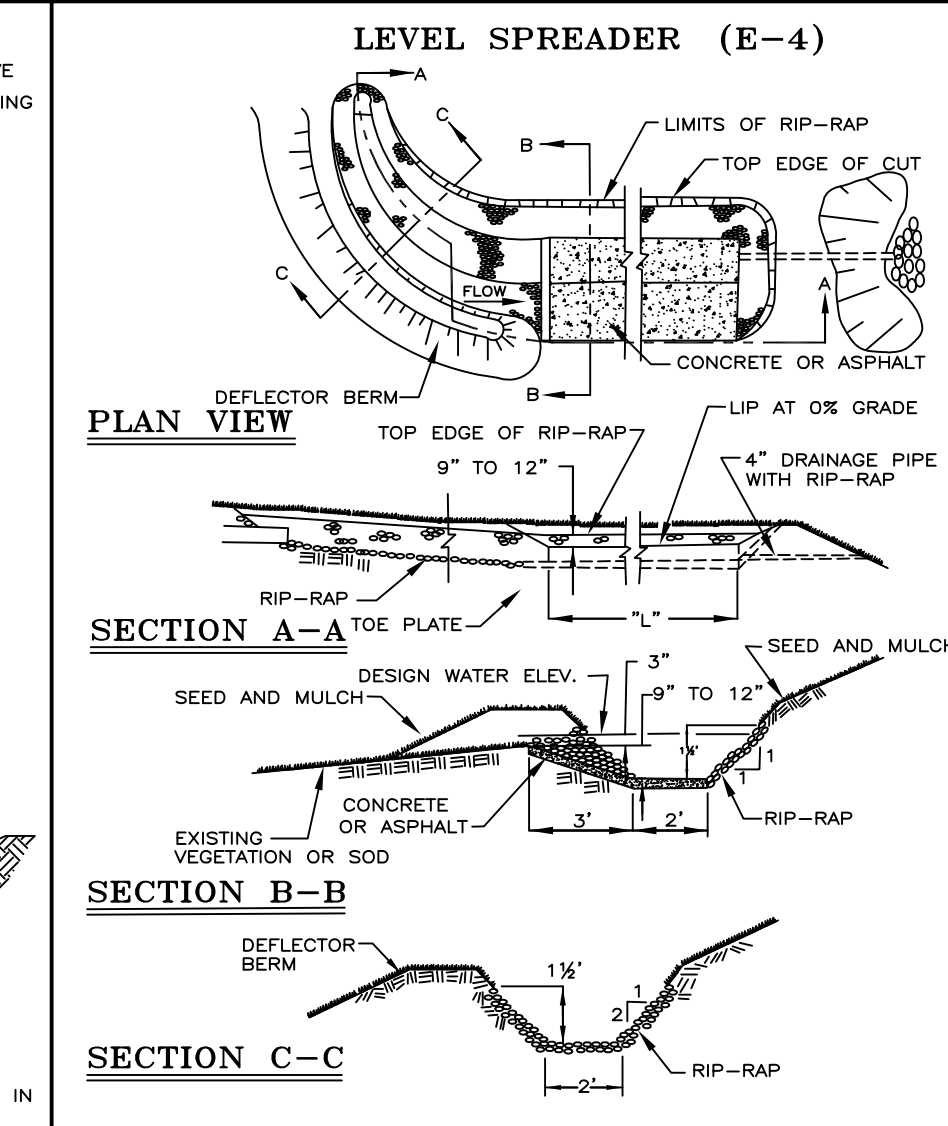 VE
ING
IN
LEVEL SPREADER (E-4)
A
C
B
LIMITS OF RIP-RAP
TOP EDGE OF CUT
C
FLOW
A
CONCRETE OR ASPHALT
DEFLECTOR BERM
B
PLAN VIEW
LIP AT 0% GRADE
TOP EDGE OF RIP-RAP
9" TO 12"
4" DRAINAGE PIPE
WITH RIP-RAP
RIP-RAP
"L"
SECTION A-A
TOE PLATE
SEED AND MULCH
3"
DESIGN WATER ELEV.
9" TO 12"
SEED AND MULCH
1½'
1
1
CONCRETE
OR ASPHALT
3'
2'
RIP-RAP
EXISTING
VEGETATION OR SOD
SECTION B-B
DEFLECTOR
BERM
1½'
1
2
RIP-RAP
2'
SECTION C-C